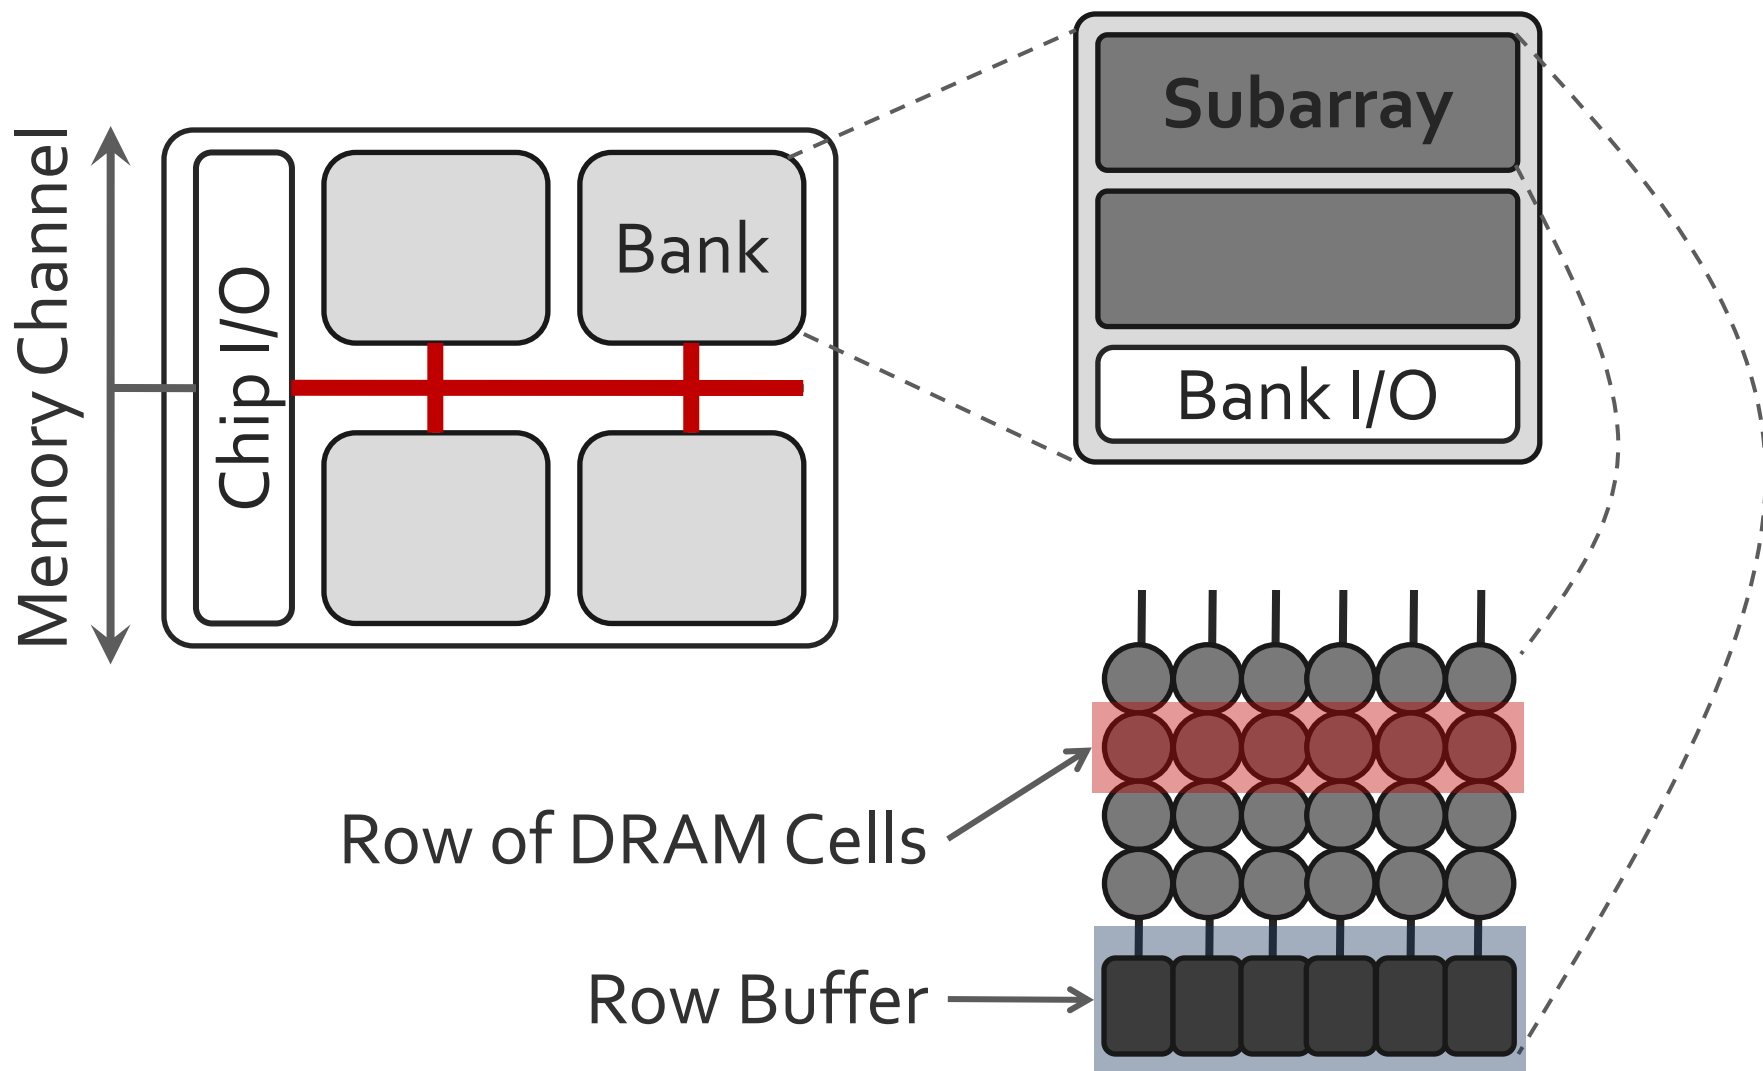 Memory Channel
Chip I/O
Bank
Subarray
Bank I/O
Row of DRAM Cells
Row Buffer